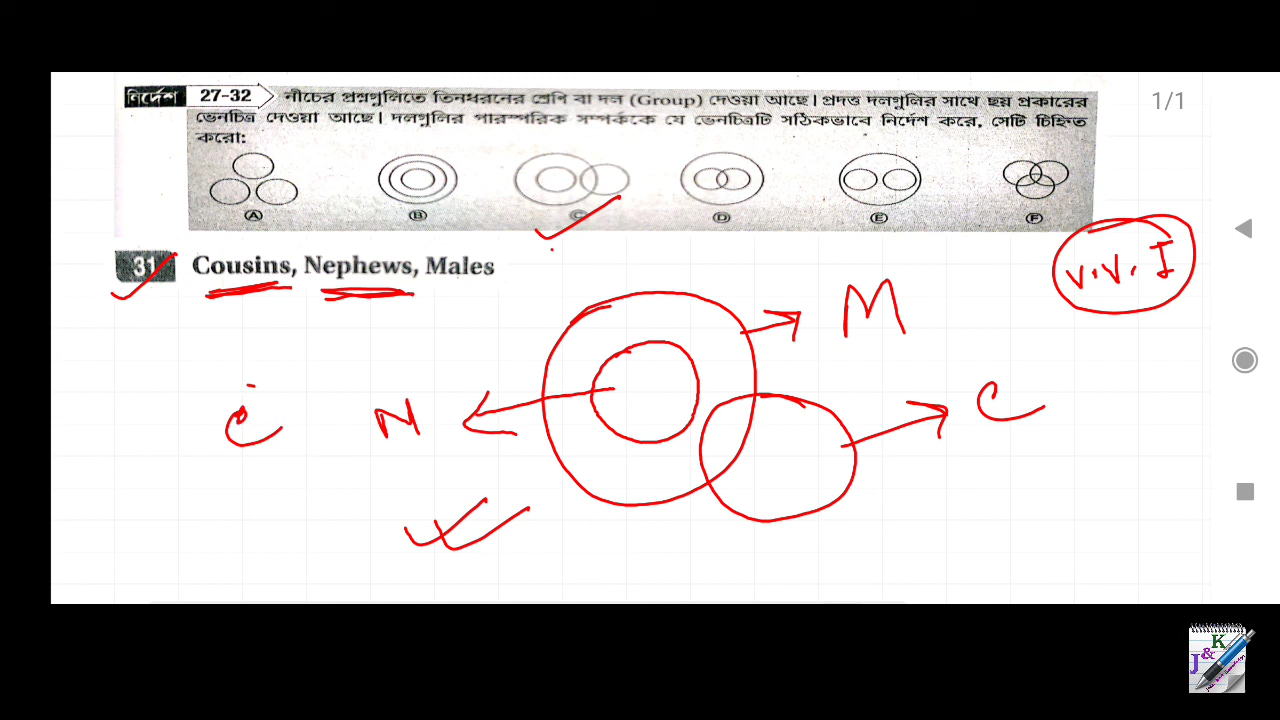 নির্দেশ 27-32 নীচের প্রশ্নগুলিতে তিনধরনের শ্রেণি বা দল (Group) দেওয়া আছে। প্রদত্ত দলগুলির সাথে ছয় প্রকারের
ভেনচিত্র দেওয়া আছে। দলগুলির পারস্পরিক সম্পর্ককে যে ভেনচিত্রটি সঠিকভাবে নির্দেশ করে, সেটি চিহ্নিত
করো:
1/1
A B C D E F
31 Cousins, Nephews, Males
V.V. I
M
C
N
C
J & K